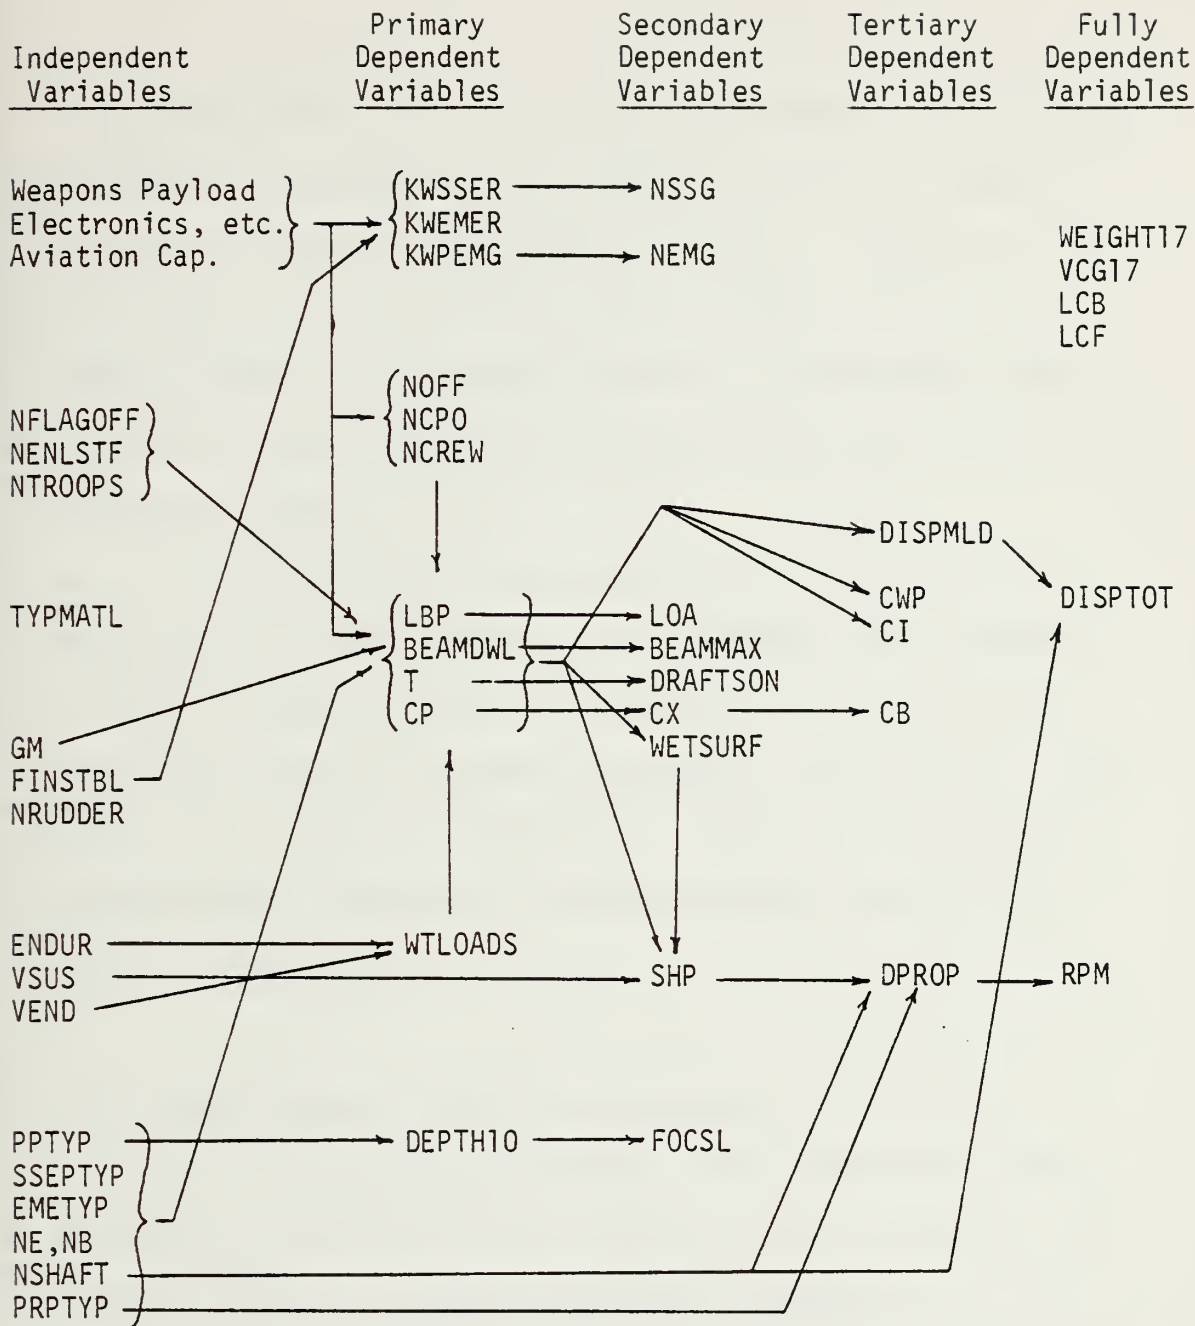 Independent Variables
Primary Dependent Variables
Secondary Dependent Variables
Tertiary Dependent Variables
Fully Dependent Variables
Weapons Payload
Electronics, etc.
Aviation Cap.
KWSSER
KWEMER
KWPEMG
NSSG
NEMG
WEIGHT17
VCG17
LCB
LCF
NOFF
NCPO
NCREW
NFLAGOFF
NENLSTF
NTROOPS
TYPMATL
LBP
BEAMDWL
T
CP
LOA
BEAMMAX
DRAFTSON
CX
WETSURF
DISPMLD
CWP
CI
CB
DISPTOT
GM
FINSTBL
NRUDDER
ENDUR
VSUS
VEND
WTLOADS
SHP
DPROP
RPM
PPTYP
SSEPTYP
EMETYP
NE,NB
NSHAFT
PRPTYP
DEPTH10
FOCSL